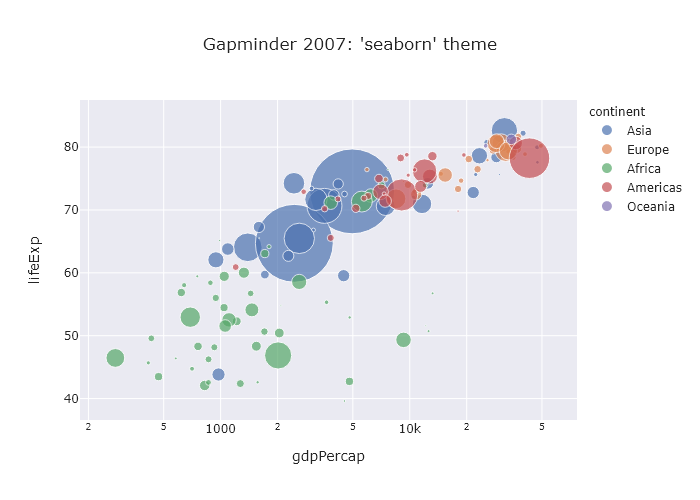 Gapminder 2007: 'seaborn' theme
continent
Asia
Europe
Africa
Americas
Oceania
lifeExp
80
70
60
50
40
2 5 1000 2 5 10k 2 5
gdpPercap